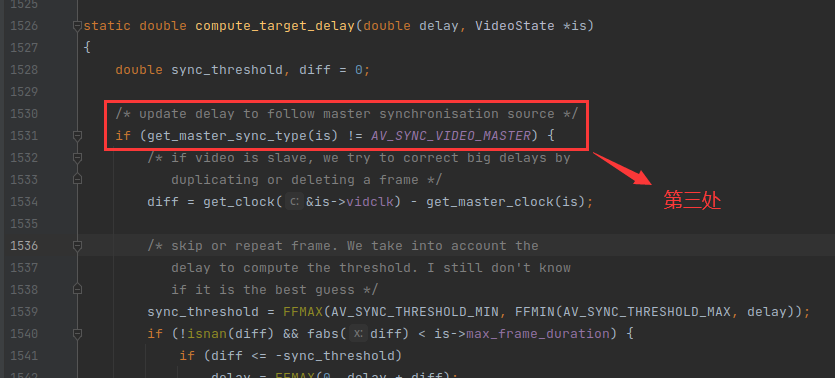 1525
1526 static double compute_target_delay(double delay, VideoState *is)
1527 {
1528 double sync_threshold, diff = 0;
1529
1530 /* update delay to follow master synchronisation source */
1531 if (get_master_sync_type(is) != AV_SYNC_VIDEO_MASTER) {
1532 /* if video is slave, we try to correct big delays by
1533 duplicating or deleting a frame */
1534 diff = get_clock( c: &is->vidclk) - get_master_clock(is);
第三处
1535
1536 /* skip or repeat frame. We take into account the
1537 delay to compute the threshold. I still don't know
1538 if it is the best guess */
1539 sync_threshold = FFMAX(AV_SYNC_THRESHOLD_MIN, FFMIN(AV_SYNC_THRESHOLD_MAX, delay));
1540 if (!isnan(diff) && fabs( x: diff) < is->max_frame_duration) {
1541 if (diff <= -sync_threshold)
1542 delay = FFMAX(0, delay + diff);